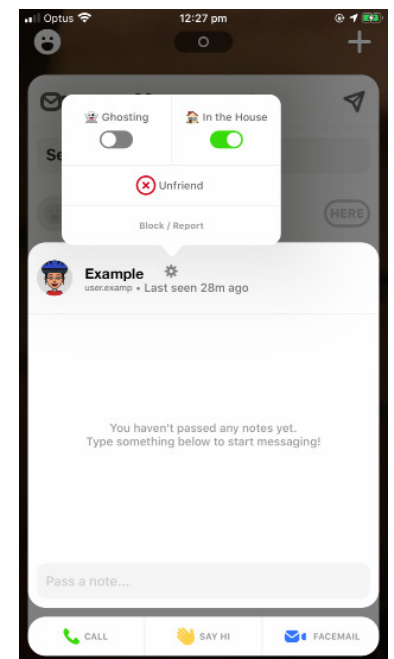 Optus
12:27 pm
Ghosting
In the House
Se
Unfriend
Block / Report
HERE
Example
user.examp • Last seen 28m ago
You haven't passed any notes yet.
Type something below to start messaging!
Pass a note...
CALL
SAY HI
FACEMAIL